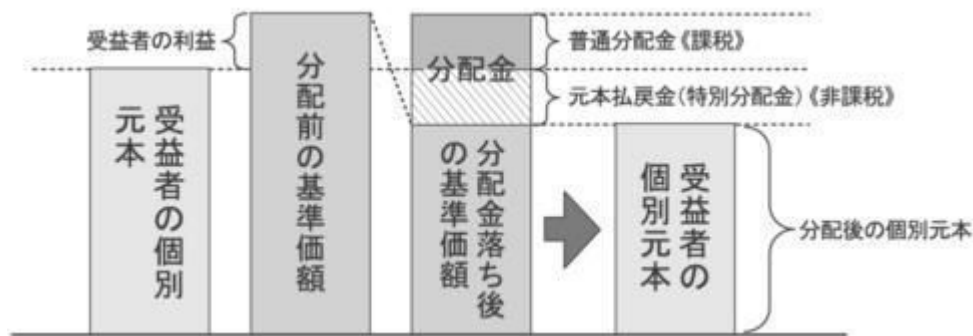 受益者の利益
受益者の個別
元本
分配前の基準価額
分配金
分配金落ち後
の基準価額
普通分配金《課税》
元本払戻金(特別分配金)《非課税》
受益者の
個別元本
分配後の個別元本